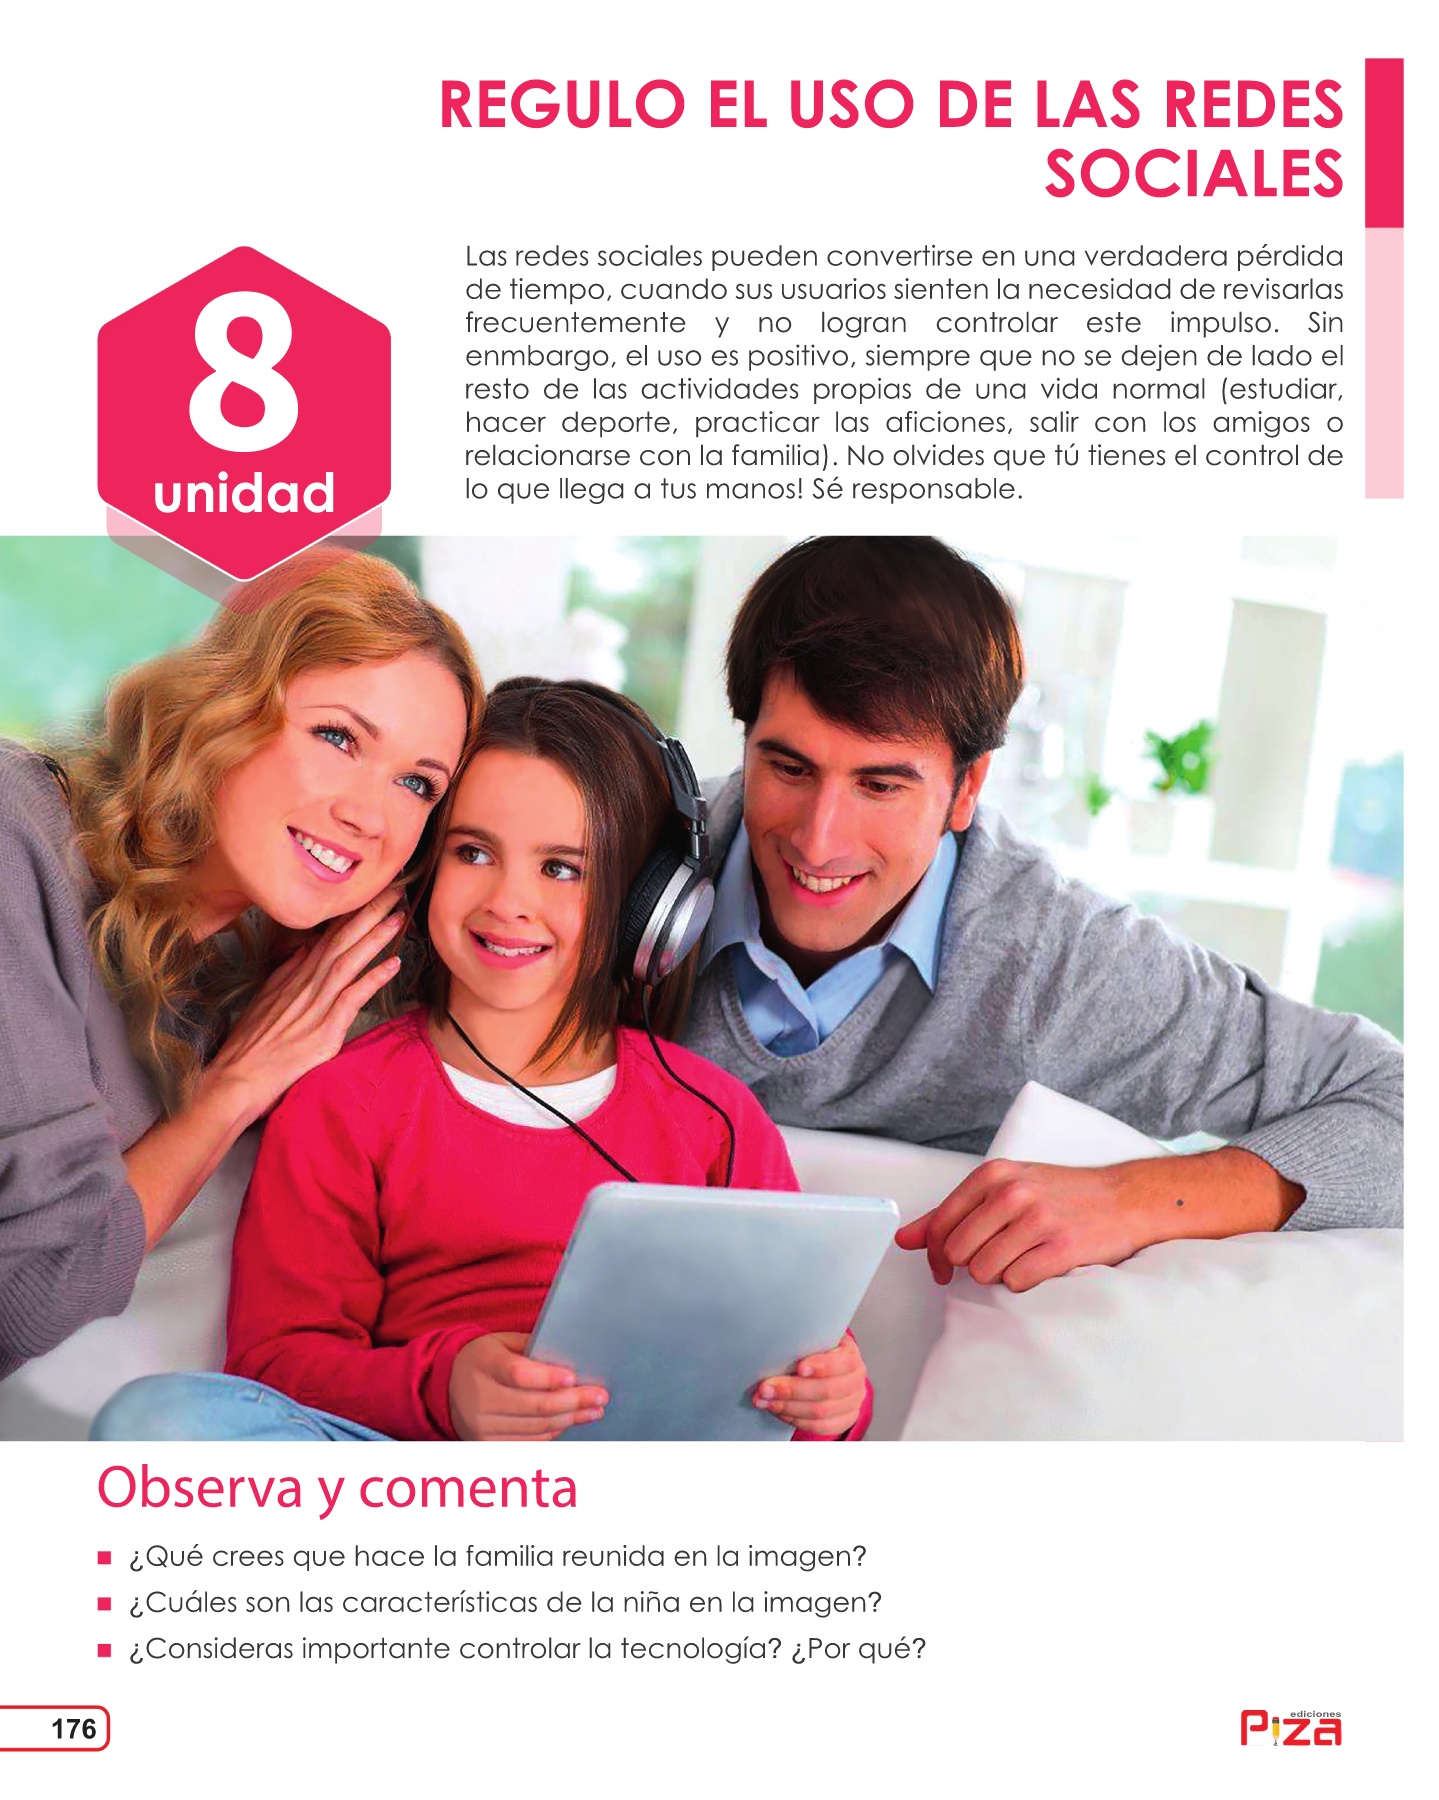 REGULO EL USO DE LAS REDES
SOCIALES
8
unidad
Las redes sociales pueden convertirse en una verdadera pérdida
de tiempo, cuando sus usuarios sienten la necesidad de revisarlas
frecuentemente y no logran controlar este impulso. Sin
enmbargo, el uso es positivo, siempre que no se dejen de lado el
resto de las actividades propias de una vida normal (estudiar,
hacer deporte, practicar las aficiones, salir con los amigos o
relacionarse con la familia). No olvides que tú tienes el control de
lo que llega a tus manos! Sé responsable.
Observa y comenta
¿Qué crees que hace la familia reunida en la imagen?
¿Cuáles son las características de la niña en la imagen?
¿Consideras importante controlar la tecnología? ¿Por qué?
176
ediciones
Piza